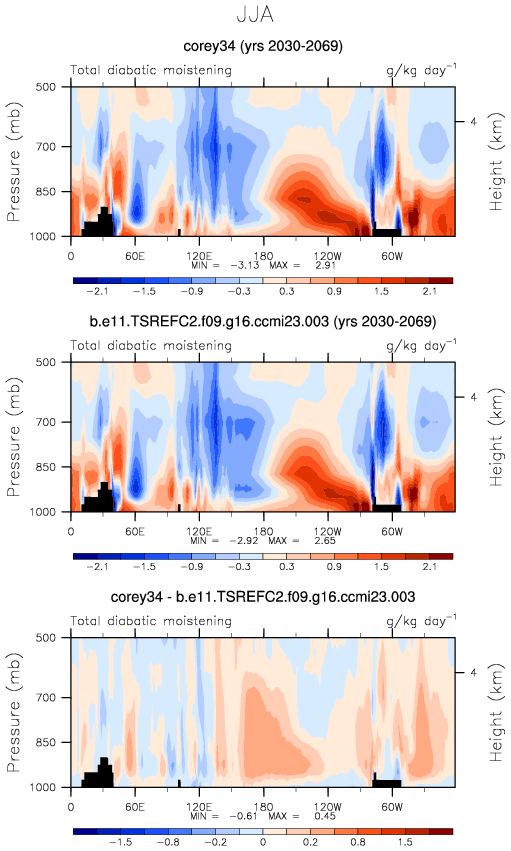 JJA
corey34 (yrs 2030-2069)
Total diabatic moistening g/kg day⁻¹
500
700
850
1000
Pressure (mb)
4
Height (km)
0 60E 120E 180 120W 60W
MIN = -3.13 MAX = 2.91
-2.1 -1.5 -0.9 -0.3 0.3 0.9 1.5 2.1
b.e11.TSREFC2.f09.g16.ccmi23.003 (yrs 2030-2069)
Total diabatic moistening g/kg day⁻¹
500
700
850
1000
Pressure (mb)
4
Height (km)
0 60E 120E 180 120W 60W
MIN = -2.92 MAX = 2.65
-2.1 -1.5 -0.9 -0.3 0.3 0.9 1.5 2.1
corey34 - b.e11.TSREFC2.f09.g16.ccmi23.003
Total diabatic moistening g/kg day⁻¹
500
700
850
1000
Pressure (mb)
4
Height (km)
0 60E 120E 180 120W 60W
MIN = -0.61 MAX = 0.45
-1.5 -0.8 -0.2 0 0.2 0.8 1.5